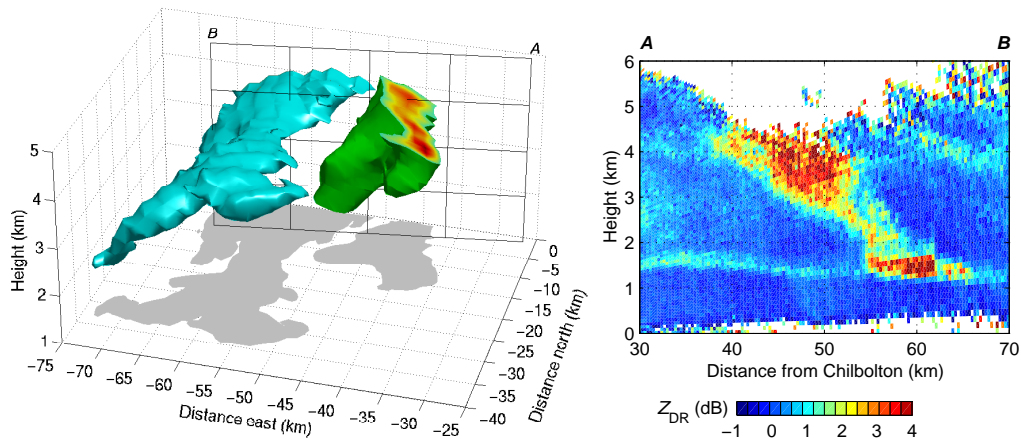 B
A
5
4
3
2
1
Height (km)
−75
−70
−65
−60
−55
−50
−45
−40
−35
−30
−25
Distance east (km)
0
−5
−10
−15
−20
−25
−30
−35
−40
Distance north (km)
A
B
6
5
4
3
2
1
0
Height (km)
30 40 50 60 70
Distance from Chilbolton (km)
ZDR (dB)
−1 0 1 2 3 4